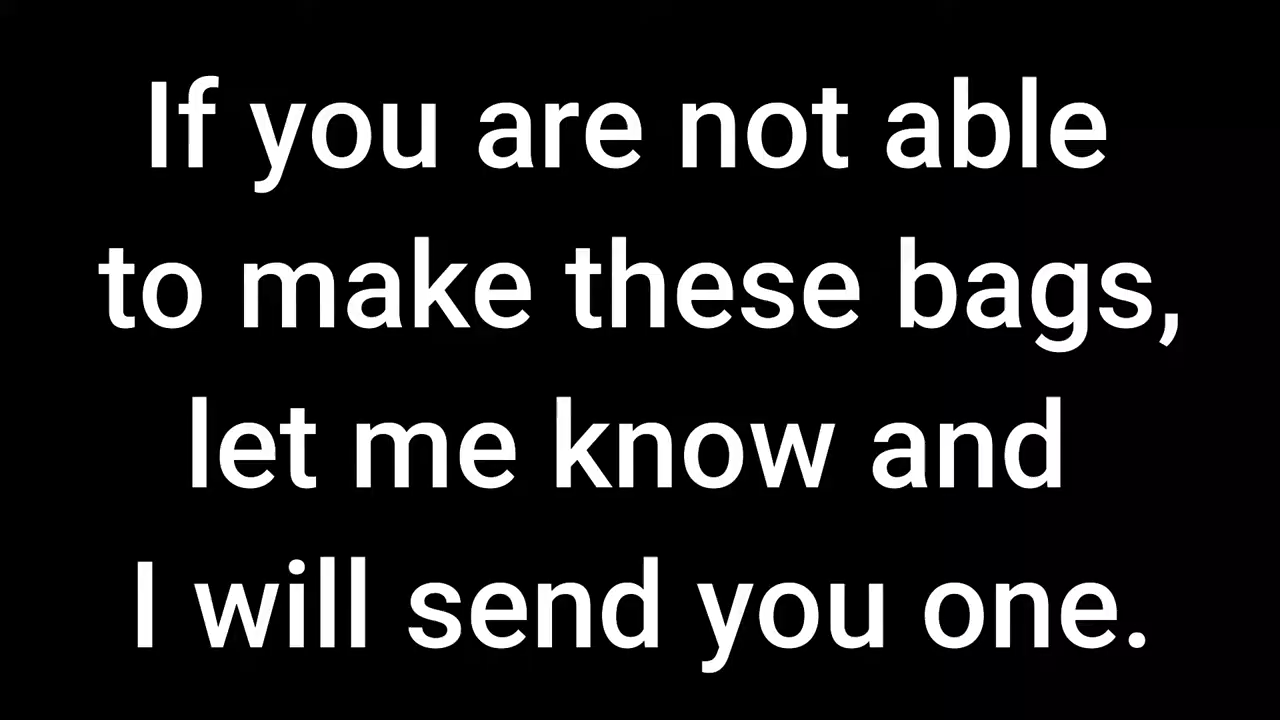 If you are not able
to make these bags,
let me know and
I will send you one.